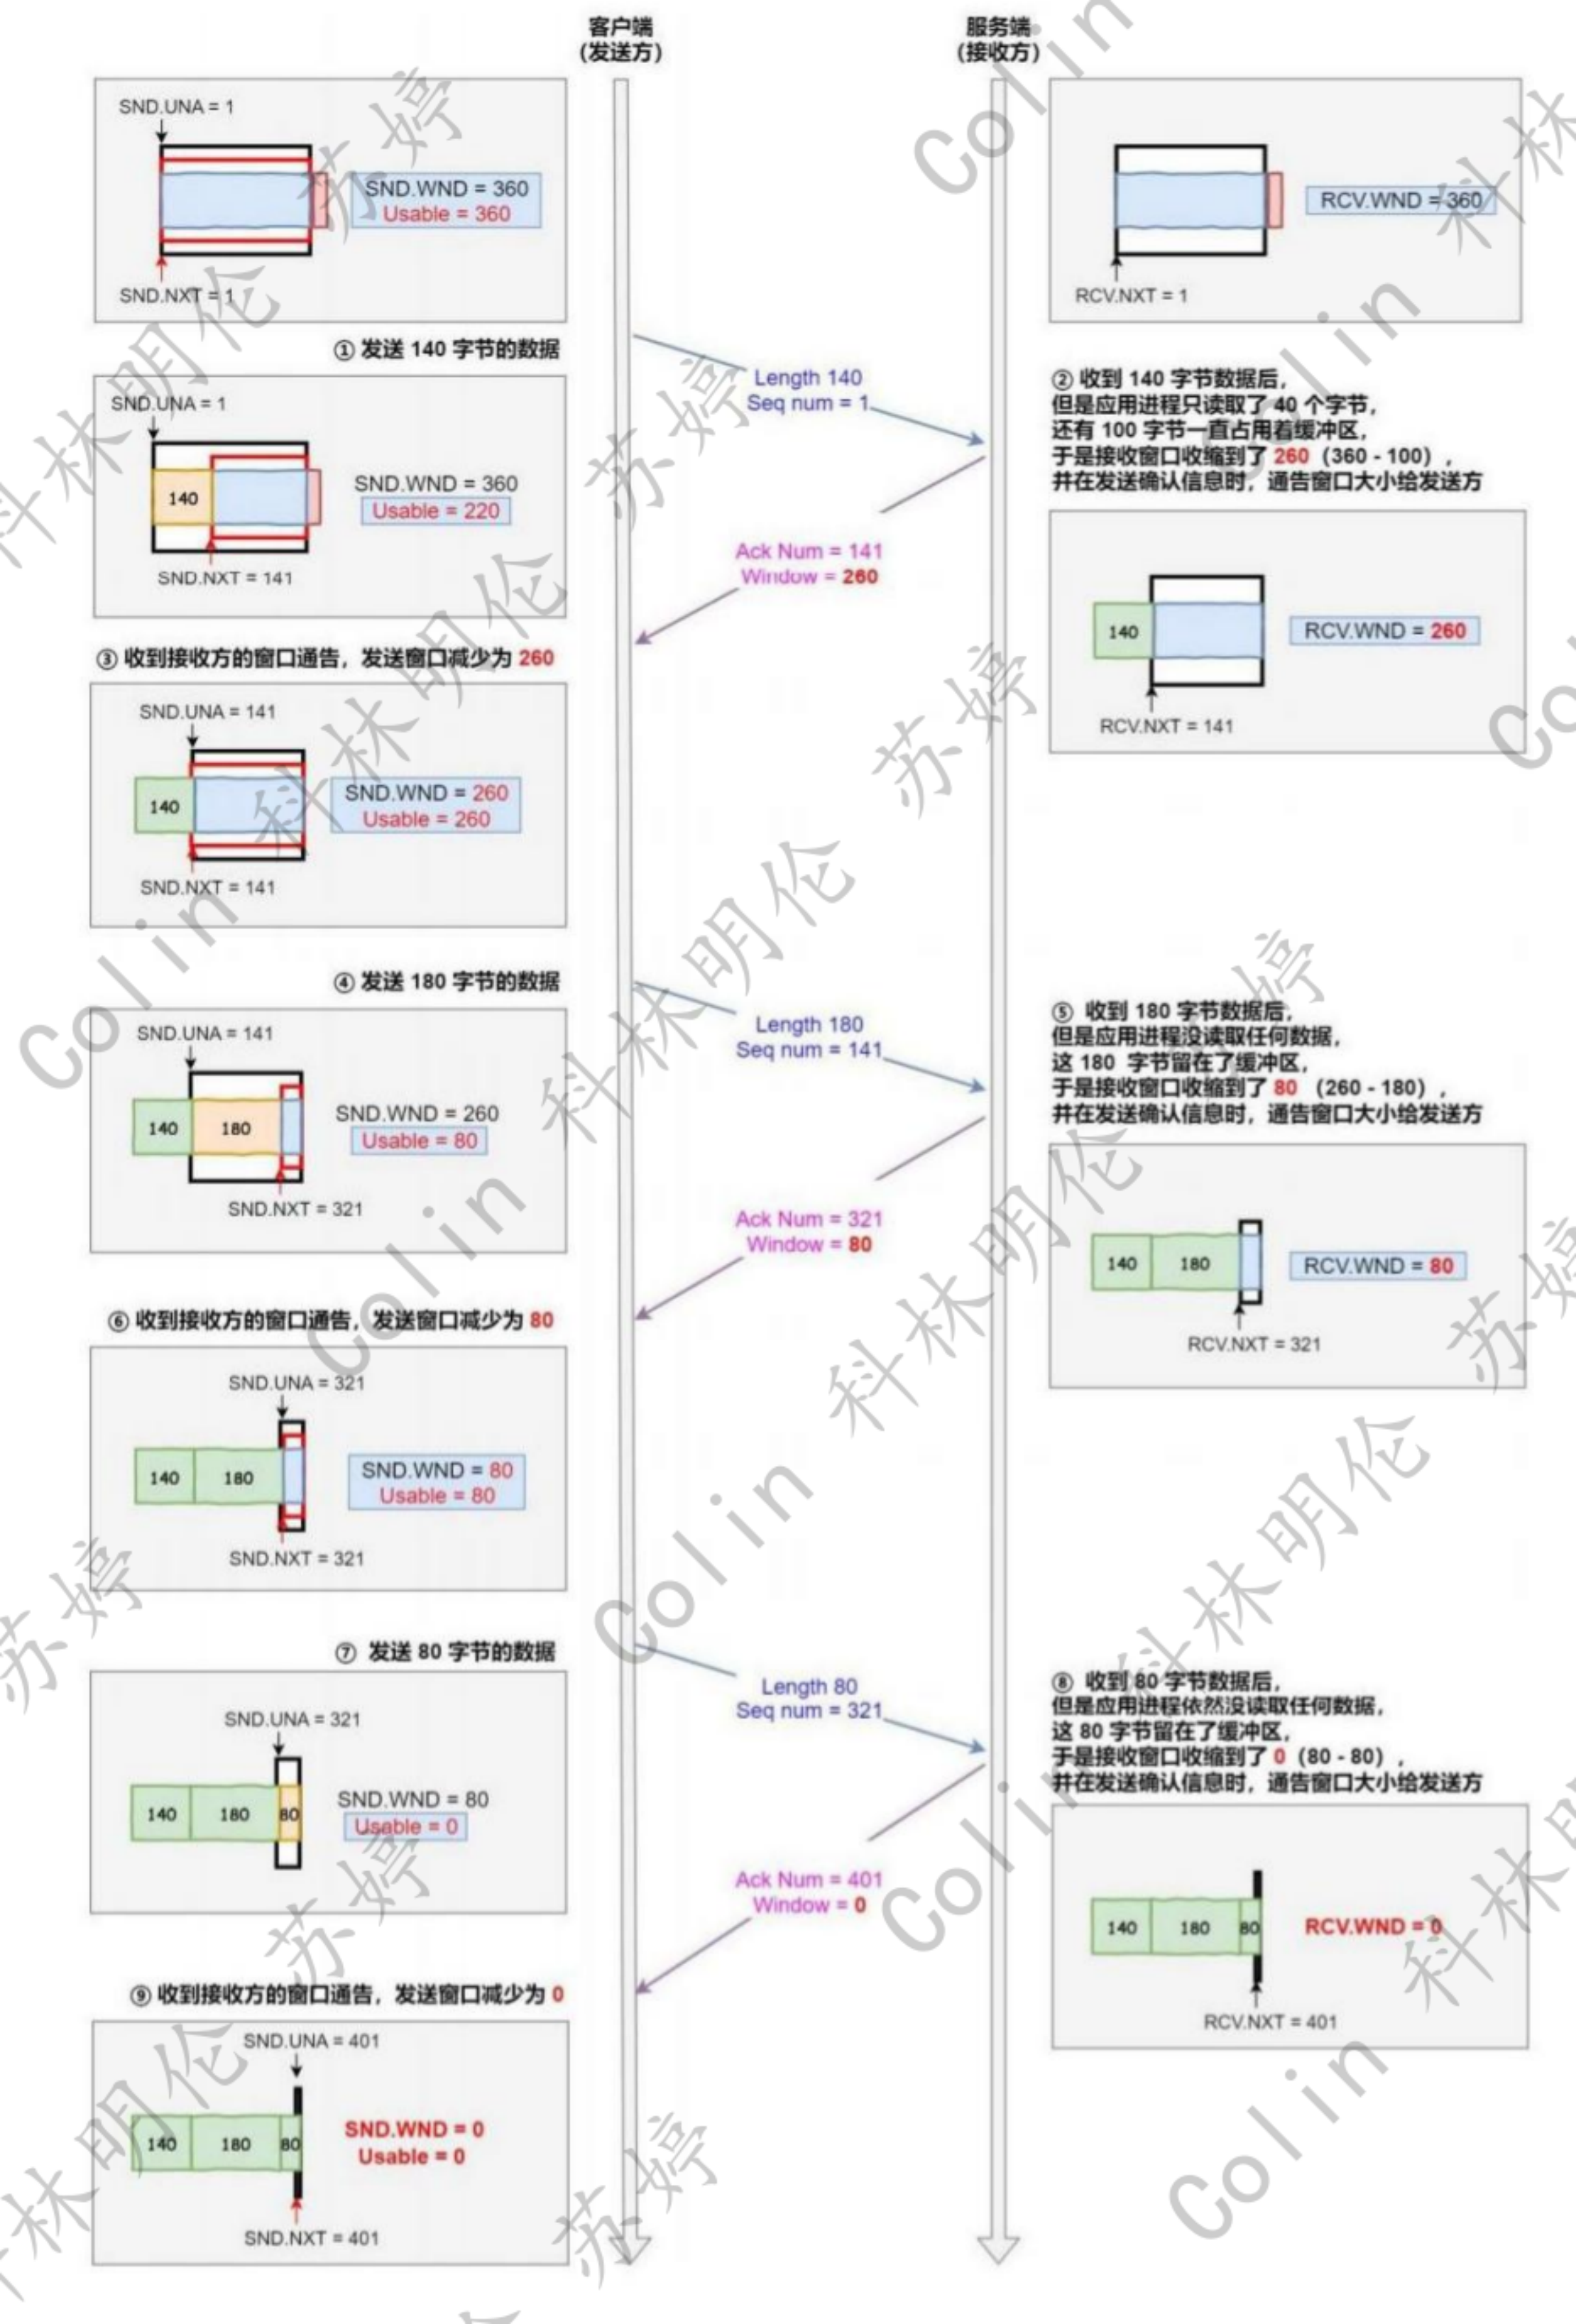 客户端
(发送方)
服务端
(接收方)
SND.UNA = 1
SND.WND = 360
Usable = 360
SND.NXT = 1
RCV.WND = 360
RCV.NXT = 1
① 发送 140 字节的数据
Length 140
Seq num = 1
② 收到 140 字节数据后，
但是应用进程只读取了 40 个字节，
还有 100 字节一直占用着缓冲区，
于是接收窗口收缩到了 260（360 - 100），
并在发送确认信息时，通告窗口大小给发送方
SND.UNA = 1
140
SND.WND = 360
Usable = 220
SND.NXT = 141
Ack Num = 141
Window = 260
140
RCV.WND = 260
RCV.NXT = 141
③ 收到接收方的窗口通告，发送窗口减少为 260
SND.UNA = 141
140
SND.WND = 260
Usable = 260
SND.NXT = 141
④ 发送 180 字节的数据
Length 180
Seq num = 141
⑤ 收到 180 字节数据后，
但是应用进程没读取任何数据，
这 180 字节留在了缓冲区，
于是接收窗口收缩到了 80 （260 - 180），
并在发送确认信息时，通告窗口大小给发送方
SND.UNA = 141
140 180
SND.WND = 260
Usable = 80
SND.NXT = 321
Ack Num = 321
Window = 80
140 180
RCV.WND = 80
RCV.NXT = 321
⑥ 收到接收方的窗口通告，发送窗口减少为 80
SND.UNA = 321
140 180
SND.WND = 80
Usable = 80
SND.NXT = 321
⑦ 发送 80 字节的数据
Length 80
Seq num = 321
⑧ 收到 80 字节数据后，
但是应用进程依然没读取任何数据，
这 80 字节留在了缓冲区，
于是接收窗口收缩到了 0（80 - 80），
并在发送确认信息时，通告窗口大小给发送方
SND.UNA = 321
140 180 80
SND.WND = 80
Usable = 0
Ack Num = 401
Window = 0
140 180 80
RCV.WND = 0
RCV.NXT = 401
⑨ 收到接收方的窗口通告，发送窗口减少为 0
SND.UNA = 401
140 180 80
SND.WND = 0
Usable = 0
SND.NXT = 401
Colin 科林明伦 苏婷